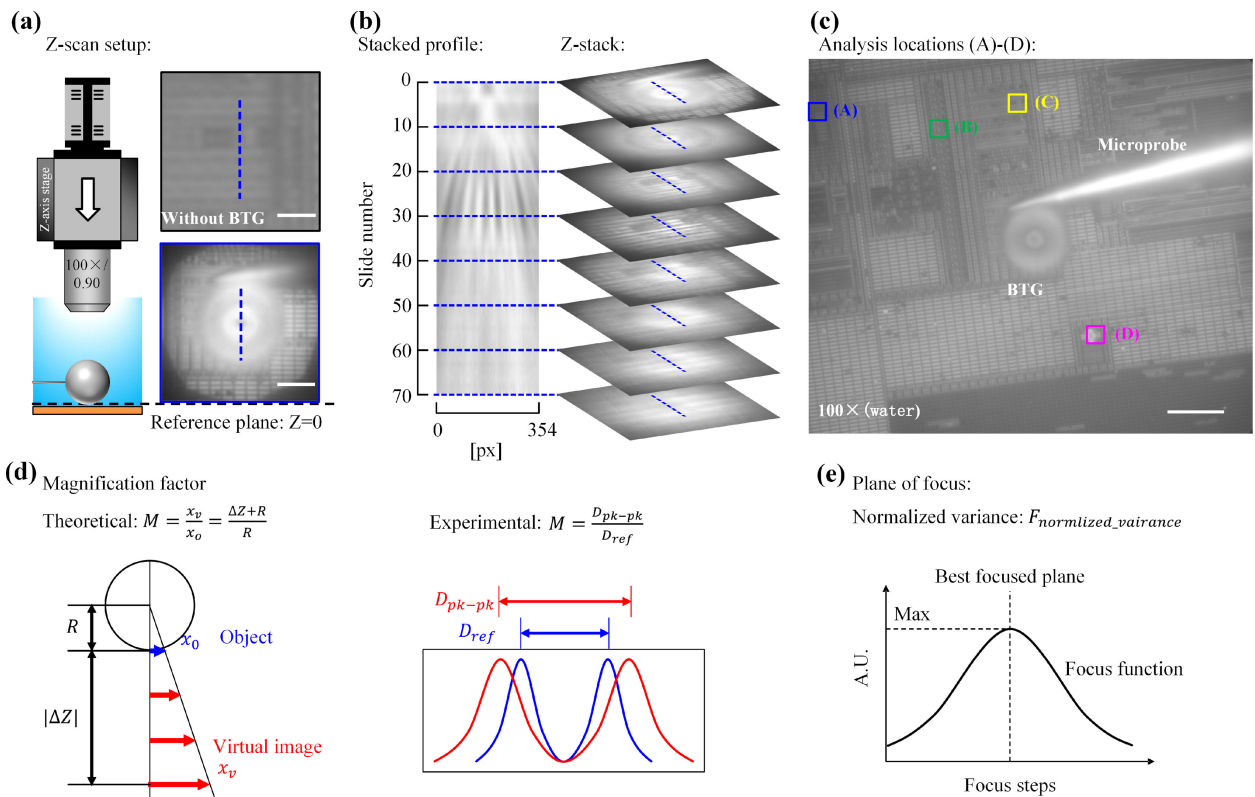 (a)
Z-scan setup:
Z-axis stage
100×/
0.90
Without BTG
Reference plane: Z=0
(b)
Stacked profile:
Z-stack:
Slide number
0
10
20
30
40
50
60
70
0
354
[px]
(c)
Analysis locations (A)-(D):
(A)
(B)
(C)
Microprobe
BTG
(D)
100×(water)
(d)
Magnification factor
Theoretical: M = x_v/x_o = ΔZ+R/R
R
x_0 Object
|ΔZ|
Virtual image
x_v
Experimental: M = D_pk−pk/D_ref
D_pk−pk
D_ref
(e)
Plane of focus:
Normalized variance: F_normlized_vairance
Best focused plane
Max
A.U.
Focus function
Focus steps